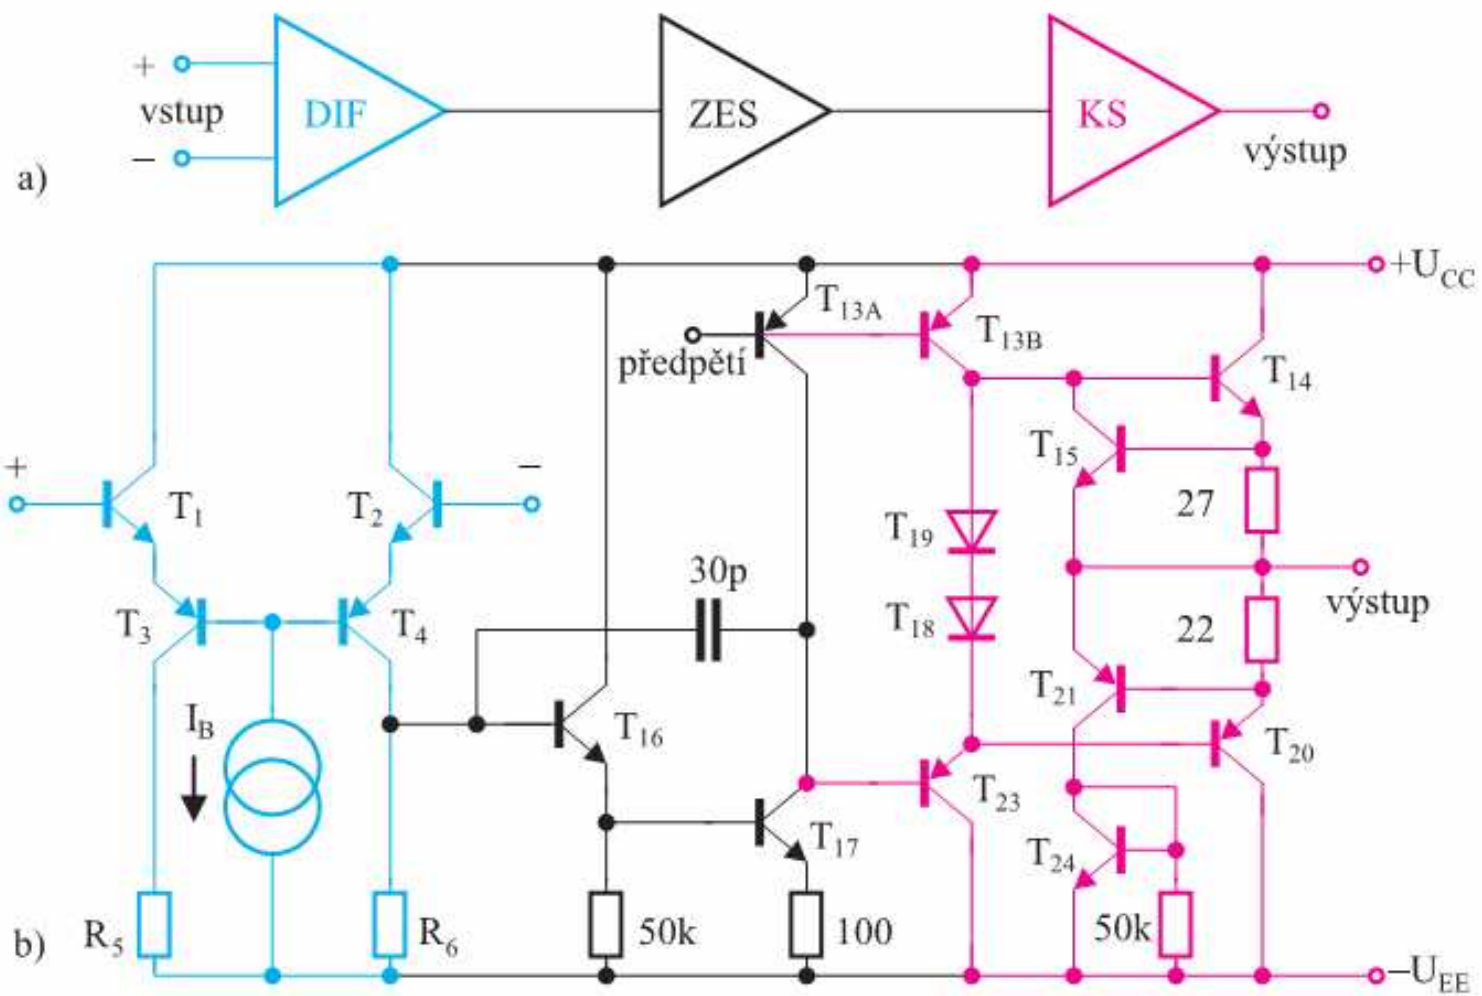 +
DIF
ZES
KS
vstup
–
výstup
a)
+U_CC
T_13A
T_13B
předpětí
T_14
+
–
T_15
T_1
T_2
27
T_19
30p
výstup
T_3
T_4
T_18
22
T_21
I_B
T_16
T_20
T_23
T_17
T_24
b)
R_5
R_6
50k
100
50k
–U_EE